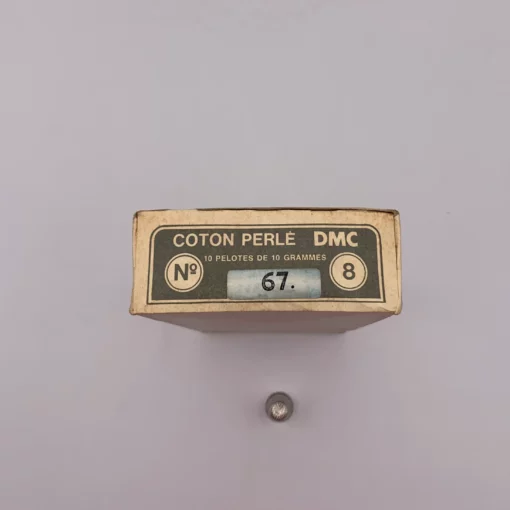 COTON PERLÉ DMC
10 PELOTES DE 10 GRAMMES
Nº 67. 8